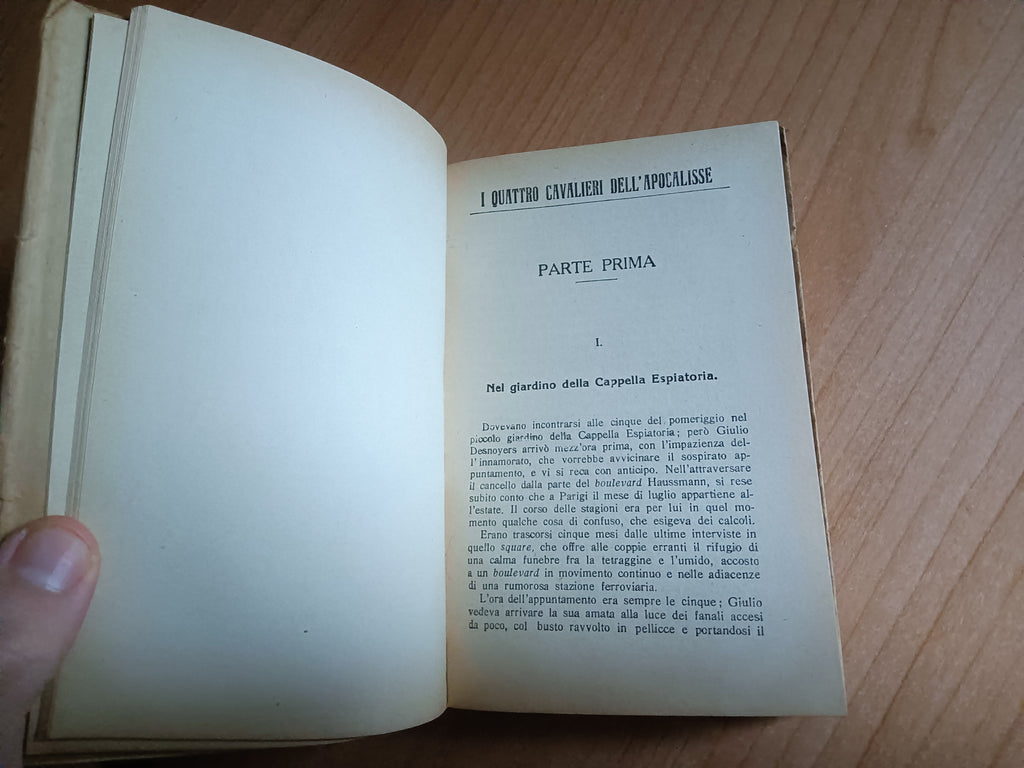 I QUATTRO CAVALIERI DELL'APOCALISSE
PARTE PRIMA
I.
Nel giardino della Cappella Espiatoria.
Dovevano incontrarsi alle cinque del pomeriggio nel
piccolo giardino della Cappella Espiatoria; però Giulio
Desnoyers arrivò mezz'ora prima, con l'impazienza del-
l'innamorato, che vorrebbe avvicinare il sospirato ap-
puntamento, e vi si reca con anticipo. Nell'attraversare
il cancello dalla parte del boulevard Haussmann, si rese
subito conto che a Parigi il mese di luglio appartiene al-
l'estate. Il corso delle stagioni era per lui in quel mo-
mento qualche cosa di confuso, che esigeva dei calcoli.
Erano trascorsi cinque mesi dalle ultime interviste in
quello square, che offre alle coppie erranti il rifugio di
una calma funebre fra la tetraggine e l'umido, accosto
a un boulevard in movimento continuo e nelle adiacenze
di una rumorosa stazione ferroviaria.
L'ora dell'appuntamento era sempre le cinque; Giulio
vedeva arrivare la sua amata alla luce dei fanali accesi
da poco, col busto ravvolto in pellicce e portandosi il